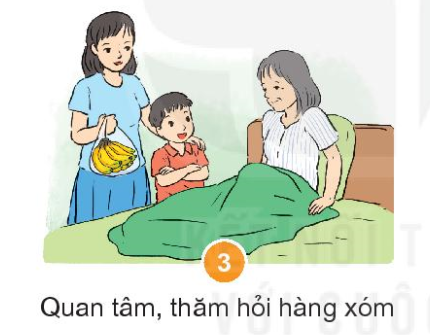 3
Quan tâm, thăm hỏi hàng xóm